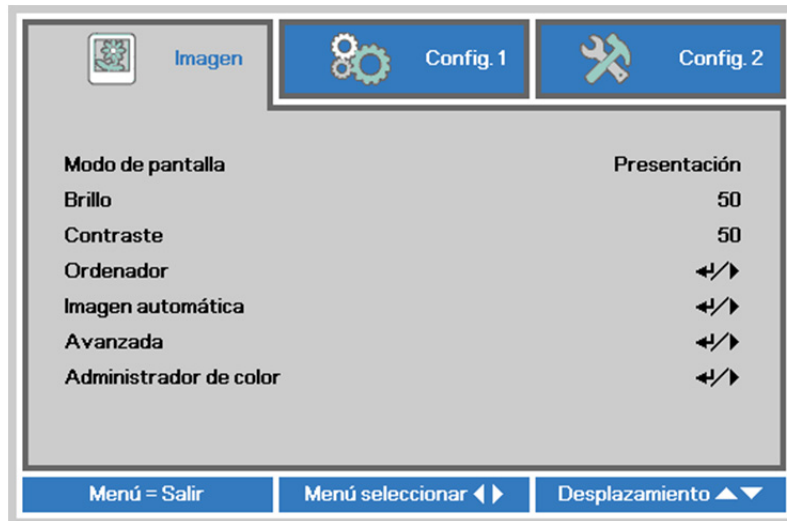 Imagen Config. 1 Config. 2
Modo de pantalla Presentación
Brillo 50
Contraste 50
Ordenador ↵/▶
Imagen automática ↵/▶
Avanzada ↵/▶
Administrador de color ↵/▶
Menú = Salir Menú seleccionar ◀▶ Desplazamiento ▲▼